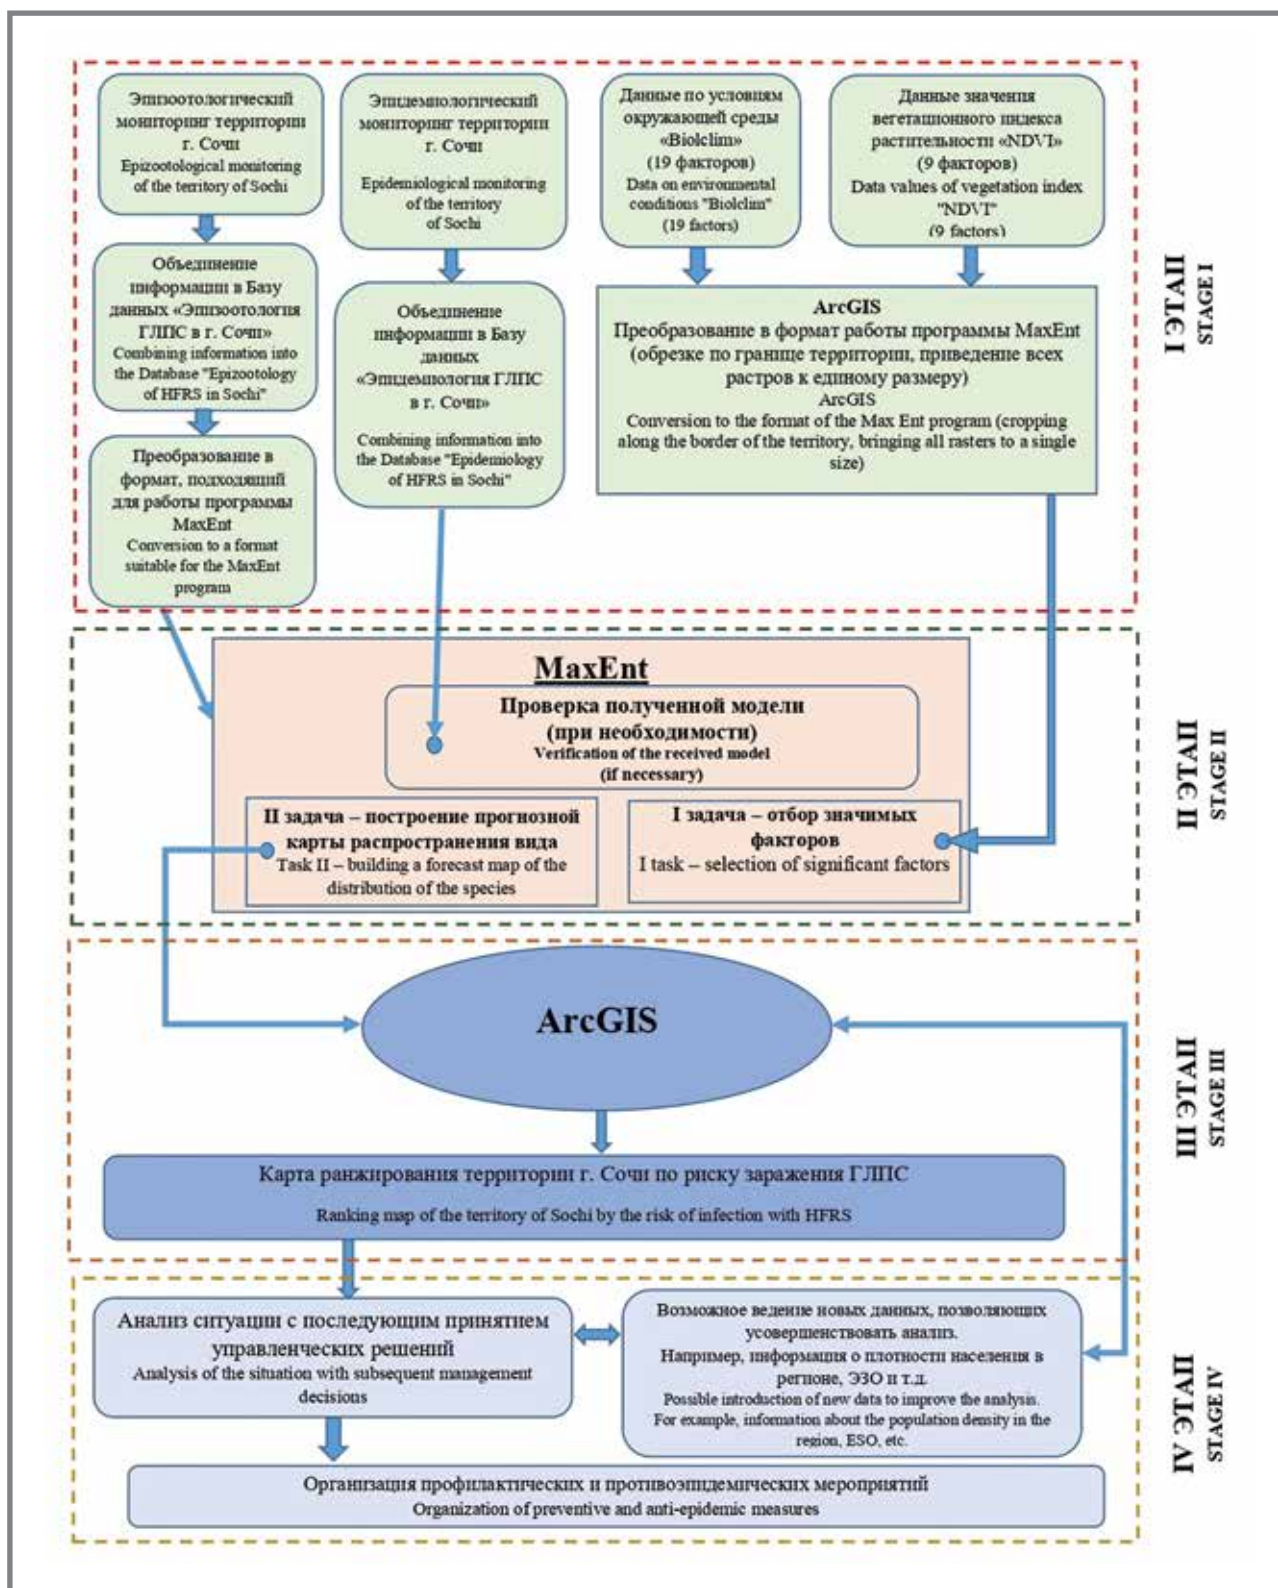 Эпизоотологический
мониторинг территории
г. Сочи
Epizootological monitoring
of the territory of Sochi
Эпидемиологический
мониторинг территории
г. Сочи
Epidemiological monitoring
of the territory
of Sochi
Данные по условиям
окружающей среды
«Biolclim»
(19 факторов)
Data on environmental
conditions "Biolclim"
(19 factors)
Данные значения
вегетационного индекса
растительности «NDVI»
(9 факторов)
Data values of vegetation index
"NDVI"
(9 factors)
Объединение
информации в Базу
данных «Эпизоотология
ГЛПС в г. Сочи»
Combining information into
the Database "Epizootology
of HFRS in Sochi"
Объединение
информации в Базу
данных
«Эпидемиология ГЛПС
в г. Сочи»
Combining information into
the Database "Epidemiology
of HFRS in Sochi"
ArcGIS
Преобразование в формат работы программы MaxEnt
(обрезке по границе территории, приведение всех
растров к единому размеру)
ArcGIS
Conversion to the format of the Max Ent program (cropping
along the border of the territory, bringing all rasters to a single
size)
Преобразование в
формат, подходящий
для работы программы
MaxEnt
Conversion to a format
suitable for the MaxEnt
program
ЭТАП I
STAGE I
MaxEnt
Проверка полученной модели
(при необходимости)
Verification of the received model
(if necessary)
II задача – построение прогнозной
карты распространения вида
Task II – building a forecast map of the
distribution of the species
I задача – отбор значимых
факторов
I task – selection of significant factors
ЭТАП II
STAGE II
ArcGIS
Карта ранжирования территории г. Сочи по риску заражения ГЛПС
Ranking map of the territory of Sochi by the risk of infection with HFRS
ЭТАП III
STAGE III
Анализ ситуации с последующим принятием
управленческих решений
Analysis of the situation with subsequent management
decisions
Возможное ведение новых данных, позволяющих
усовершенствовать анализ.
Например, информация о плотности населения в
регионе, ЭЗО и т.д.
Possible introduction of new data to improve the analysis.
For example, information about the population density in the
region, ESO, etc.
Организация профилактических и противоэпидемических мероприятий
Organization of preventive and anti-epidemic measures
ЭТАП IV
STAGE IV